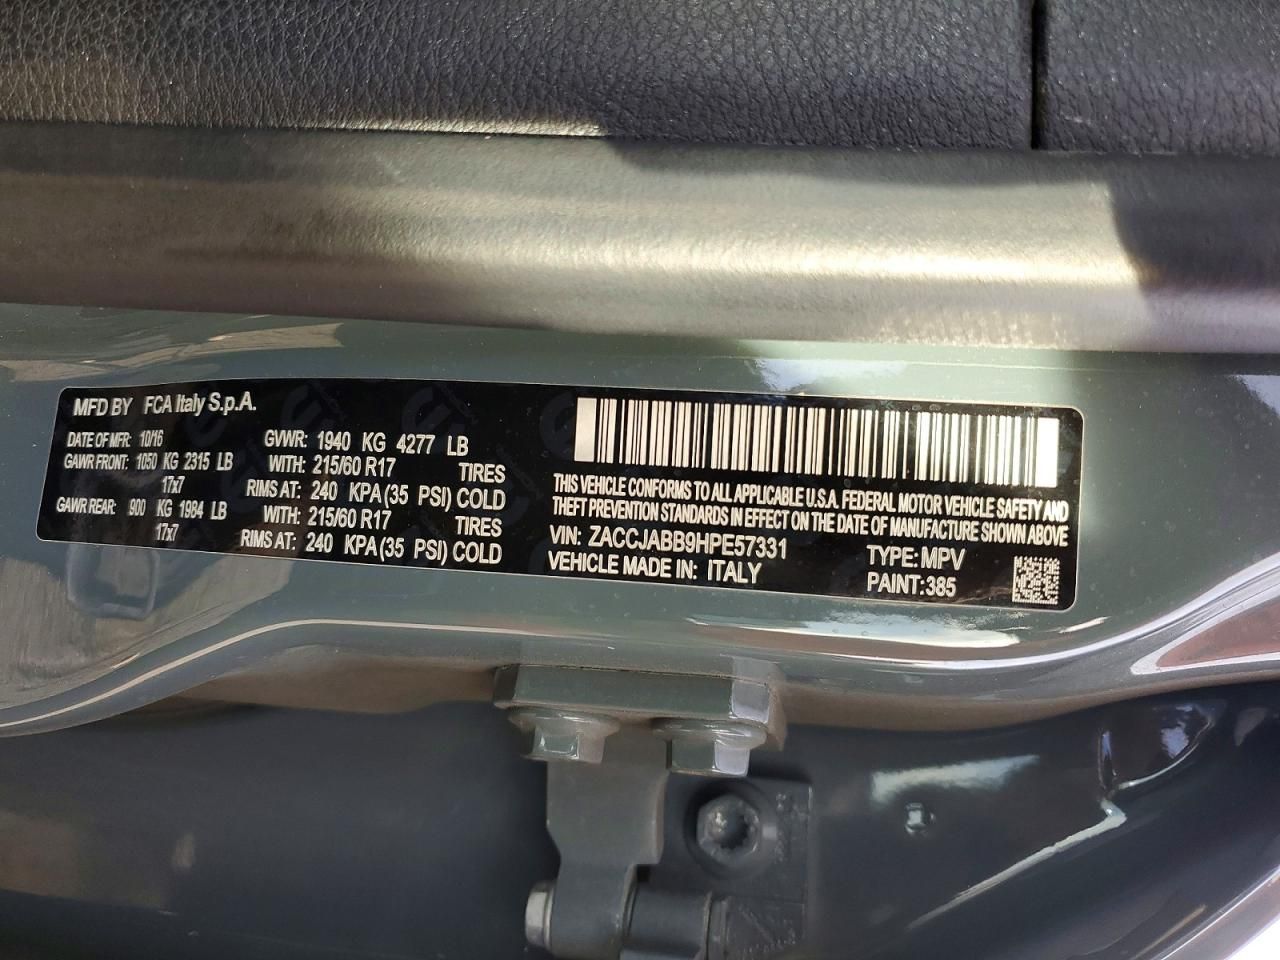 MFD BY FCA Italy S.p.A.
DATE OF MFR: 10/16 GVWR: 1940 KG 4277 LB
GAWR FRONT: 1050 KG 2315 LB WITH: 215/60 R17 TIRES
17x7 RIMS AT: 240 KPA (35 PSI) COLD
GAWR REAR: 900 KG 1984 LB WITH: 215/60 R17 TIRES
17x7 RIMS AT: 240 KPA (35 PSI) COLD
THIS VEHICLE CONFORMS TO ALL APPLICABLE U.S.A. FEDERAL MOTOR VEHICLE SAFETY AND
THEFT PREVENTION STANDARDS IN EFFECT ON THE DATE OF MANUFACTURE SHOWN ABOVE
VIN: ZACCJABB9HPE57331 TYPE: MPV
VEHICLE MADE IN: ITALY PAINT: 385